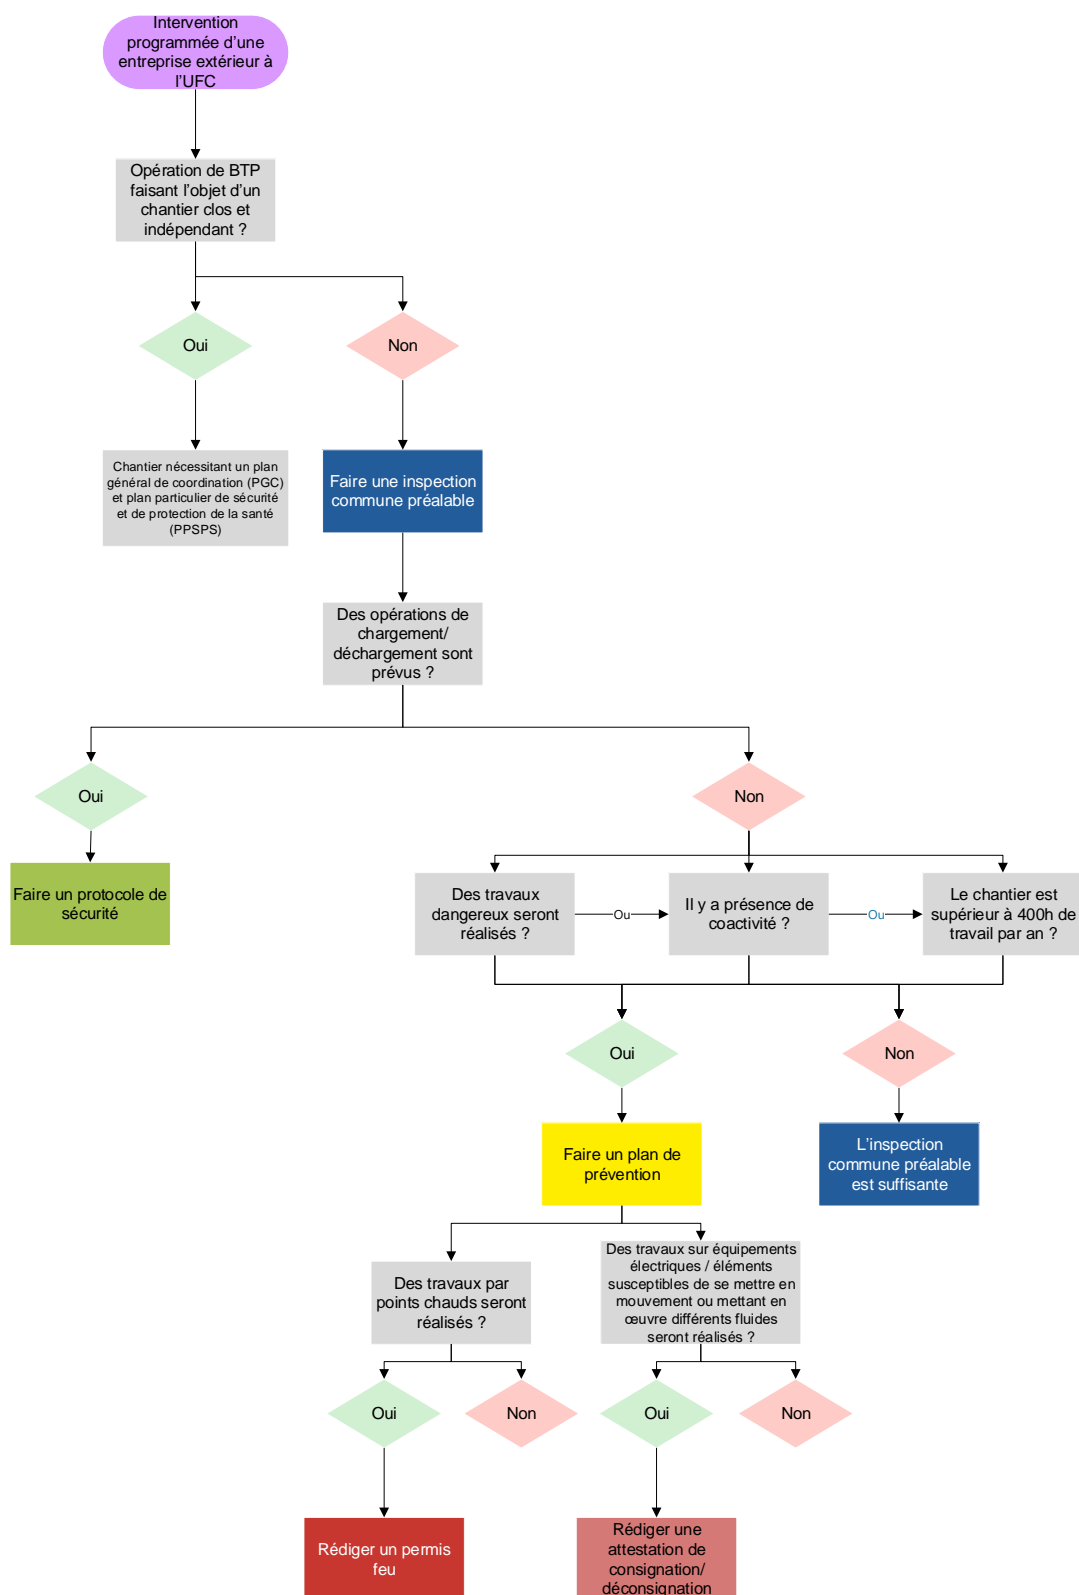 Intervention
programmée d’une
entreprise extérieur à
l’UFC
Opération de BTP
faisant l’objet d’un
chantier clos et
indépendant ?
Oui
Non
Chantier nécessitant un plan
général de coordination (PGC)
et plan particulier de sécurité
et de protection de la santé
(PPSPS)
Faire une inspection
commune préalable
Des opérations de
chargement/
déchargement sont
prévus ?
Oui
Non
Faire un protocole de
sécurité
Des travaux
dangereux seront
réalisés ?
Ou
Il y a présence de
coactivité ?
Ou
Le chantier est
supérieur à 400h de
travail par an ?
Oui
Non
Faire un plan de
prévention
L’inspection
commune préalable
est suffisante
Des travaux par
points chauds seront
réalisés ?
Des travaux sur équipements
électriques / éléments
susceptibles de se mettre en
mouvement ou mettant en
œuvre différents fluides
seront réalisés ?
Oui
Non
Oui
Non
Rédiger un permis
feu
Rédiger une
attestation de
consignation/
déconsignation